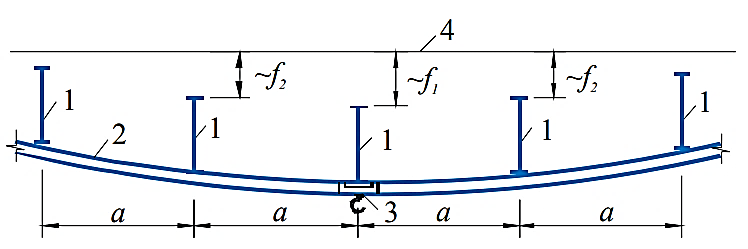 4
~f₂ ~f₁ ~f₂
1 1 1 1 1
2
3
a a a a